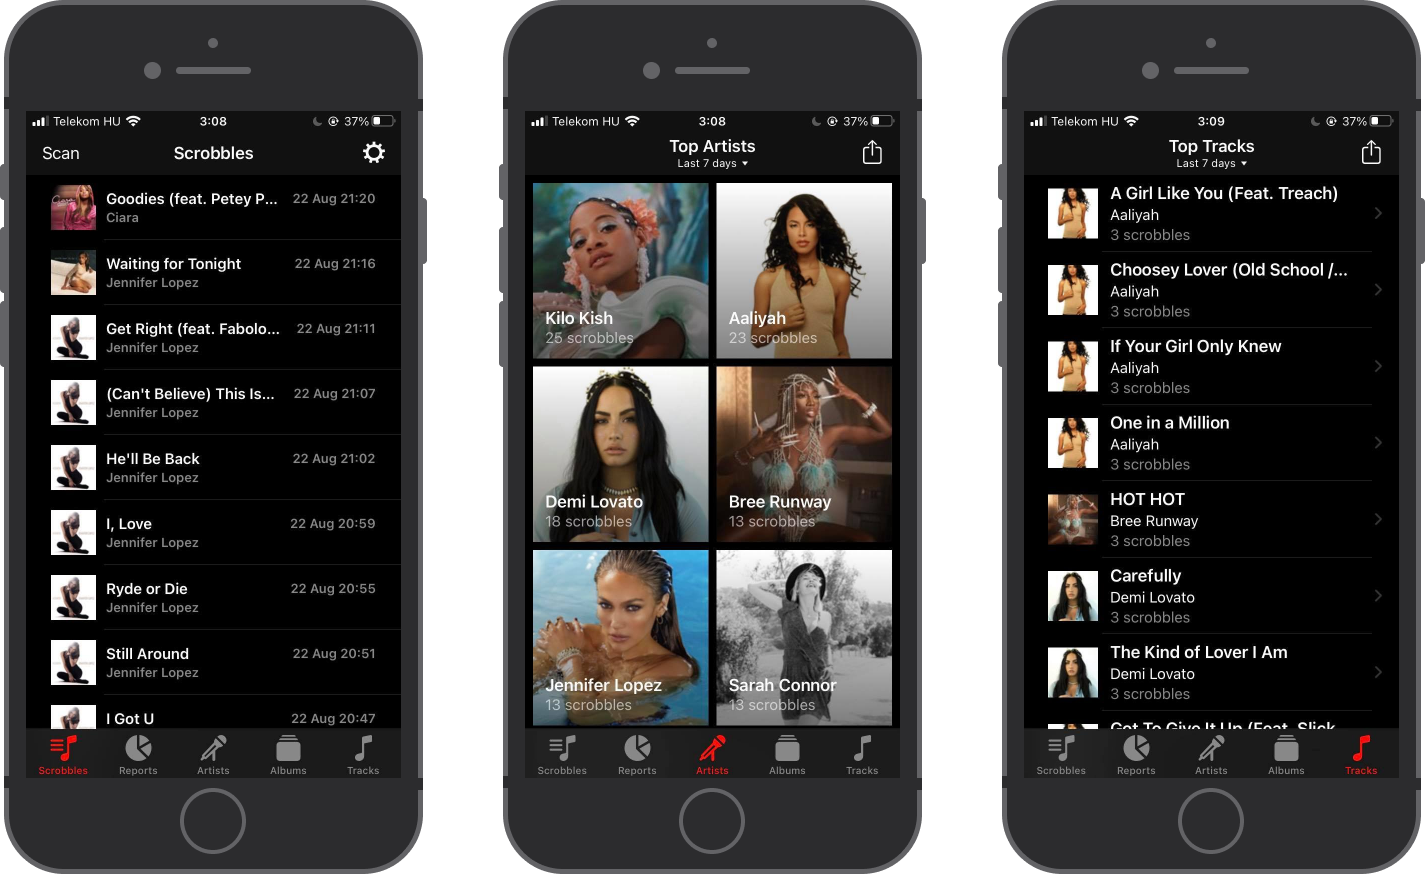 Telekom HU
3:08
37%
Scan
Scrobbles
Goodies (feat. Petey P...
22 Aug 21:20
Ciara
Waiting for Tonight
22 Aug 21:16
Jennifer Lopez
Get Right (feat. Fabolo...
22 Aug 21:11
Jennifer Lopez
(Can't Believe) This Is...
22 Aug 21:07
Jennifer Lopez
He'll Be Back
22 Aug 21:02
Jennifer Lopez
I, Love
22 Aug 20:59
Jennifer Lopez
Ryde or Die
22 Aug 20:55
Jennifer Lopez
Still Around
22 Aug 20:51
Jennifer Lopez
I Got U
22 Aug 20:47
Scrobbles
Reports
Artists
Albums
Tracks
Telekom HU
3:08
37%
Top Artists
Last 7 days
Kilo Kish
25 scrobbles
Aaliyah
23 scrobbles
Demi Lovato
18 scrobbles
Bree Runway
13 scrobbles
Jennifer Lopez
13 scrobbles
Sarah Connor
13 scrobbles
Scrobbles
Reports
Artists
Albums
Tracks
Telekom HU
3:09
37%
Top Tracks
Last 7 days
A Girl Like You (Feat. Treach)
Aaliyah
3 scrobbles
Choosey Lover (Old School /...
Aaliyah
3 scrobbles
If Your Girl Only Knew
Aaliyah
3 scrobbles
One in a Million
Aaliyah
3 scrobbles
HOT HOT
Bree Runway
3 scrobbles
Carefully
Demi Lovato
3 scrobbles
The Kind of Lover I Am
Demi Lovato
3 scrobbles
Got To Give It Up (Feat. Slick
Scrobbles
Reports
Artists
Albums
Tracks